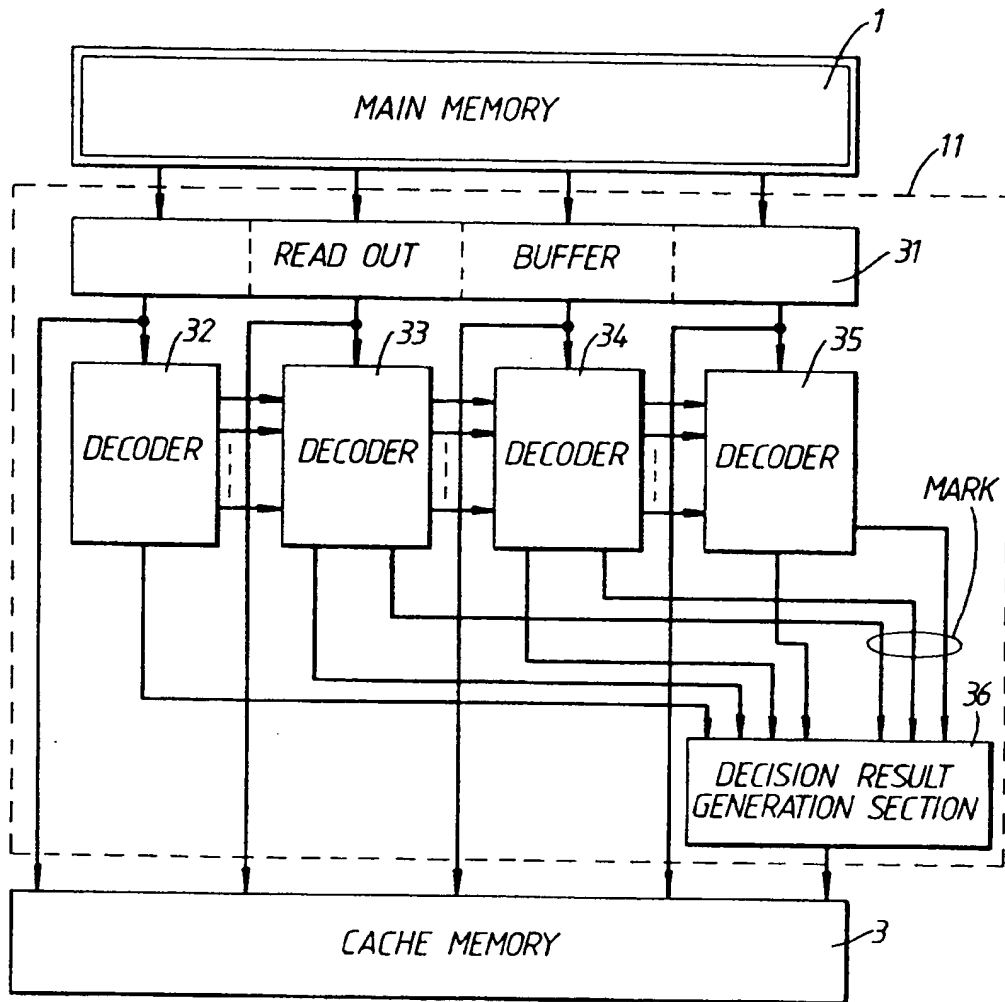 1
MAIN MEMORY
11
READ OUT BUFFER
31
32
33
34
35
DECODER
DECODER
DECODER
DECODER
MARK
36
DECISION RESULT
GENERATION SECTION
CACHE MEMORY
3